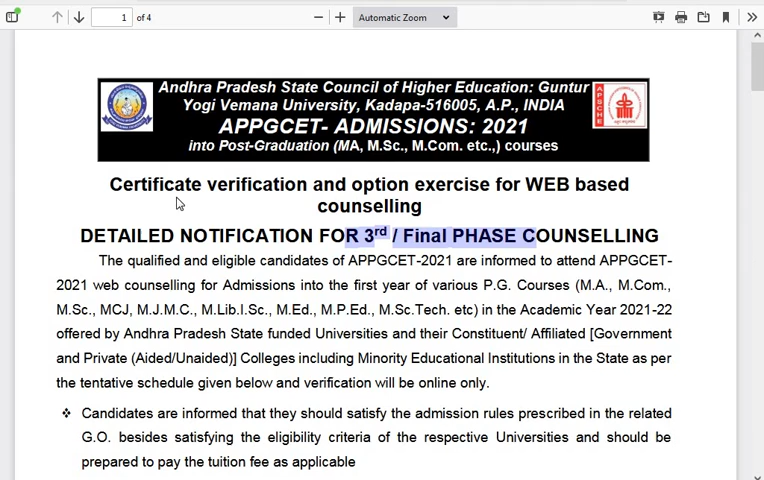 1 of 4
Automatic Zoom
Andhra Pradesh State Council of Higher Education: Guntur
Yogi Vemana University, Kadapa-516005, A.P., INDIA
APPGCET- ADMISSIONS: 2021
into Post-Graduation (MA, M.Sc., M.Com. etc.,) courses
APSCHE
Certificate verification and option exercise for WEB based
counselling
DETAILED NOTIFICATION FOR 3rd / Final PHASE COUNSELLING
The qualified and eligible candidates of APPGCET-2021 are informed to attend APPGCET-
2021 web counselling for Admissions into the first year of various P.G. Courses (M.A., M.Com.,
M.Sc., MCJ, M.J.M.C., M.Lib.I.Sc., M.Ed., M.P.Ed., M.Sc.Tech. etc) in the Academic Year 2021-22
offered by Andhra Pradesh State funded Universities and their Constituent/ Affiliated [Government
and Private (Aided/Unaided)] Colleges including Minority Educational Institutions in the State as per
the tentative schedule given below and verification will be online only.
❖ Candidates are informed that they should satisfy the admission rules prescribed in the related
G.O. besides satisfying the eligibility criteria of the respective Universities and should be
prepared to pay the tuition fee as applicable